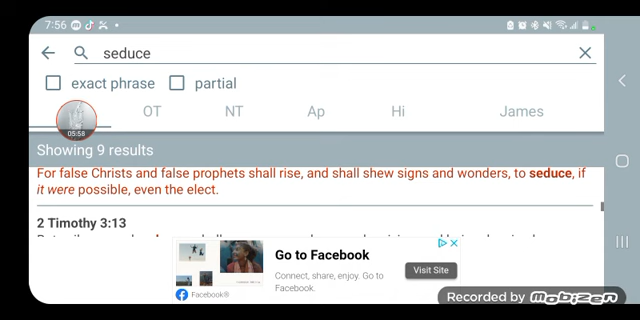 7:56
seduce
exact phrase partial
OT NT Ap Hi James
05:58
Showing 9 results
For false Christs and false prophets shall rise, and shall shew signs and wonders, to seduce, if
it were possible, even the elect.
2 Timothy 3:13
Go to Facebook
Connect, share, enjoy. Go to
Facebook.
Visit Site
Facebook®
Recorded by Mobizen